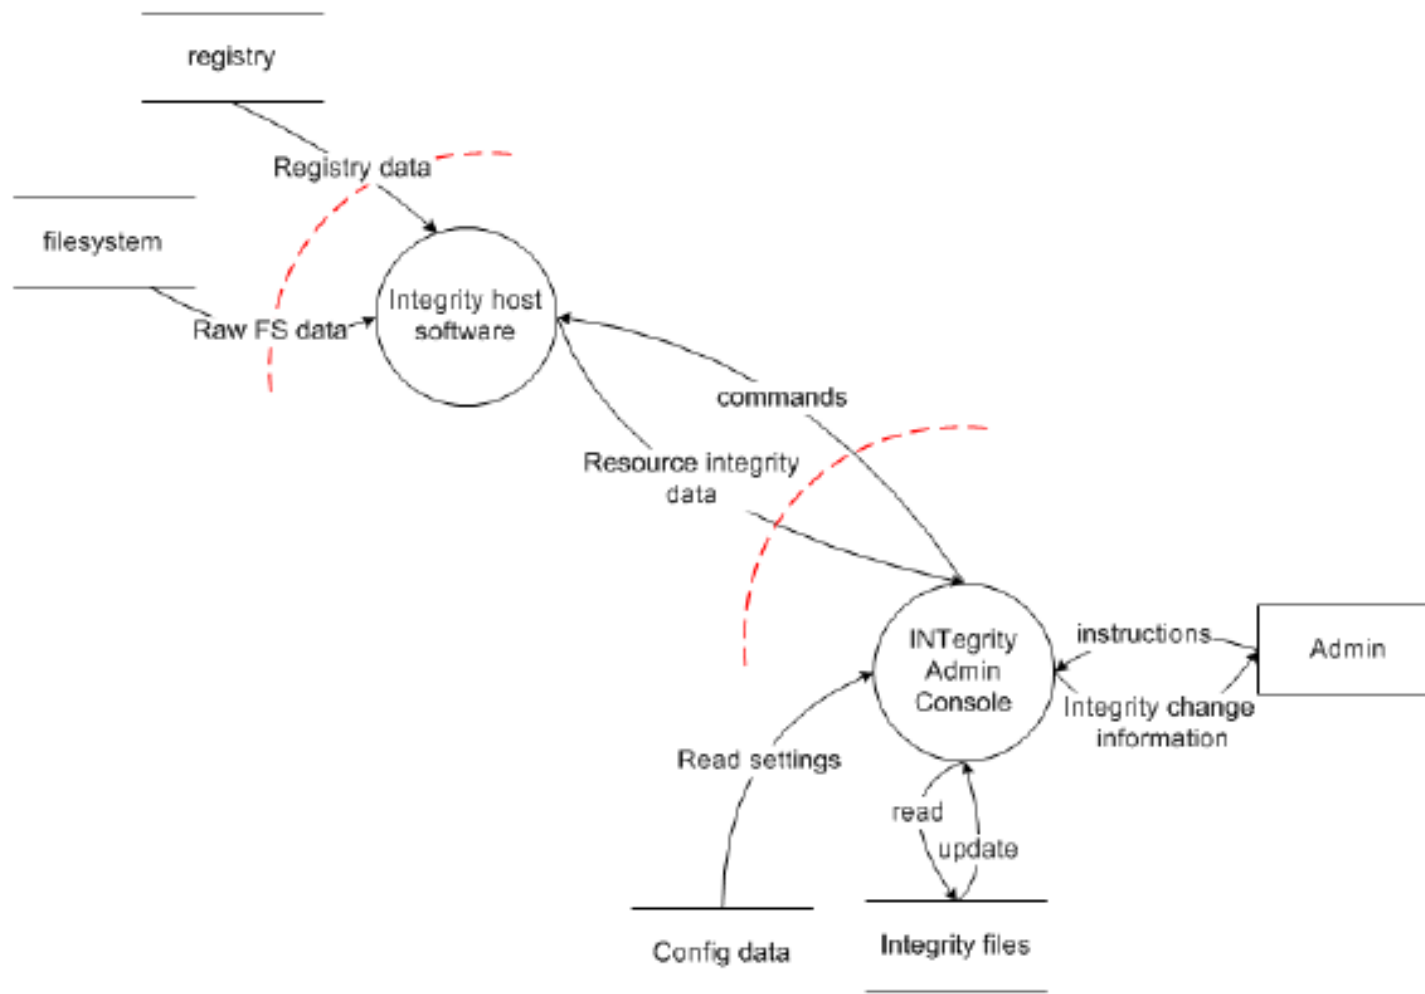 registry
Registry data
filesystem
Raw FS data
Integrity host
software
commands
Resource integrity
data
INTegrity
Admin
Console
instructions
Admin
Integrity change
information
Read settings
read
update
Config data
Integrity files